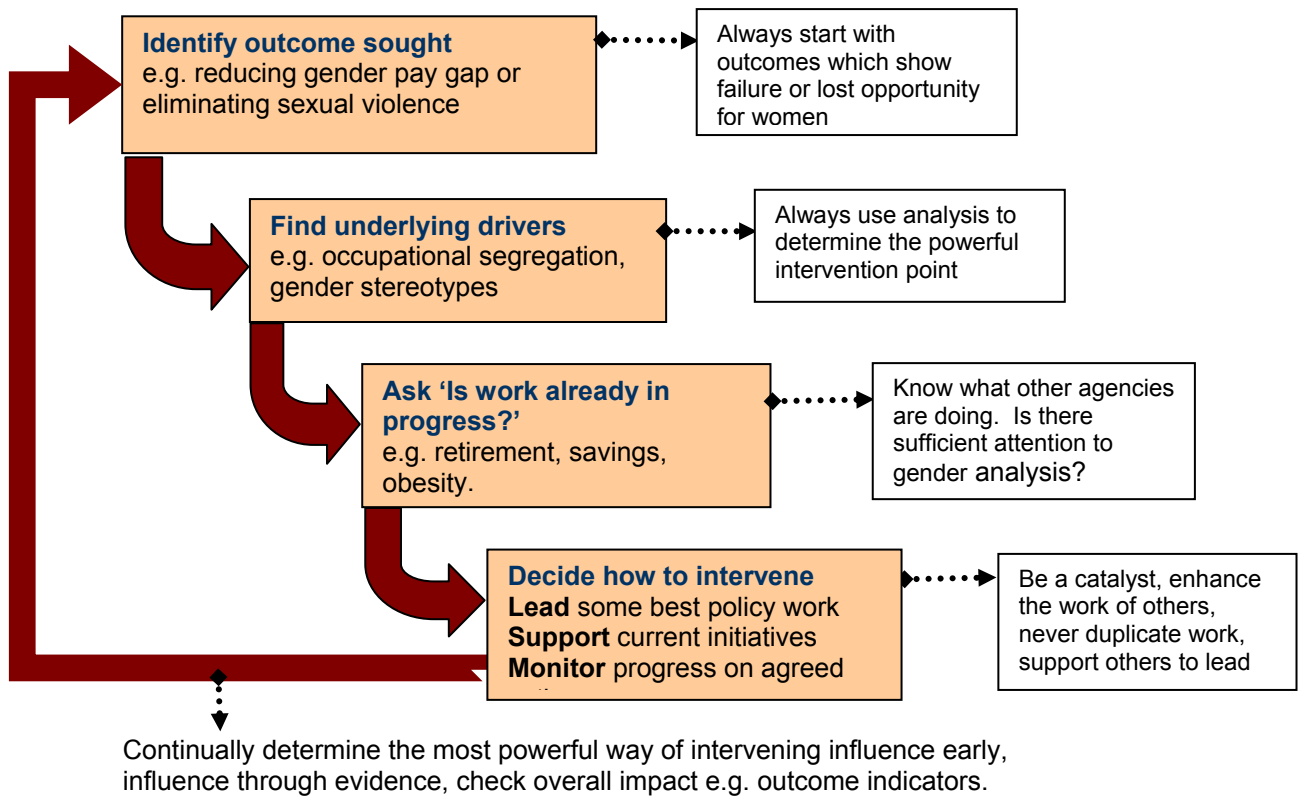 Identify outcome sought
e.g. reducing gender pay gap or
eliminating sexual violence
Always start with
outcomes which show
failure or lost opportunity
for women
Find underlying drivers
e.g. occupational segregation,
gender stereotypes
Always use analysis to
determine the powerful
intervention point
Ask ‘Is work already in
progress?’
e.g. retirement, savings,
obesity.
Know what other agencies
are doing.  Is there
sufficient attention to
gender analysis?
Decide how to intervene
Lead some best policy work
Support current initiatives
Monitor progress on agreed
Be a catalyst, enhance
the work of others,
never duplicate work,
support others to lead
Continually determine the most powerful way of intervening influence early,
influence through evidence, check overall impact e.g. outcome indicators.